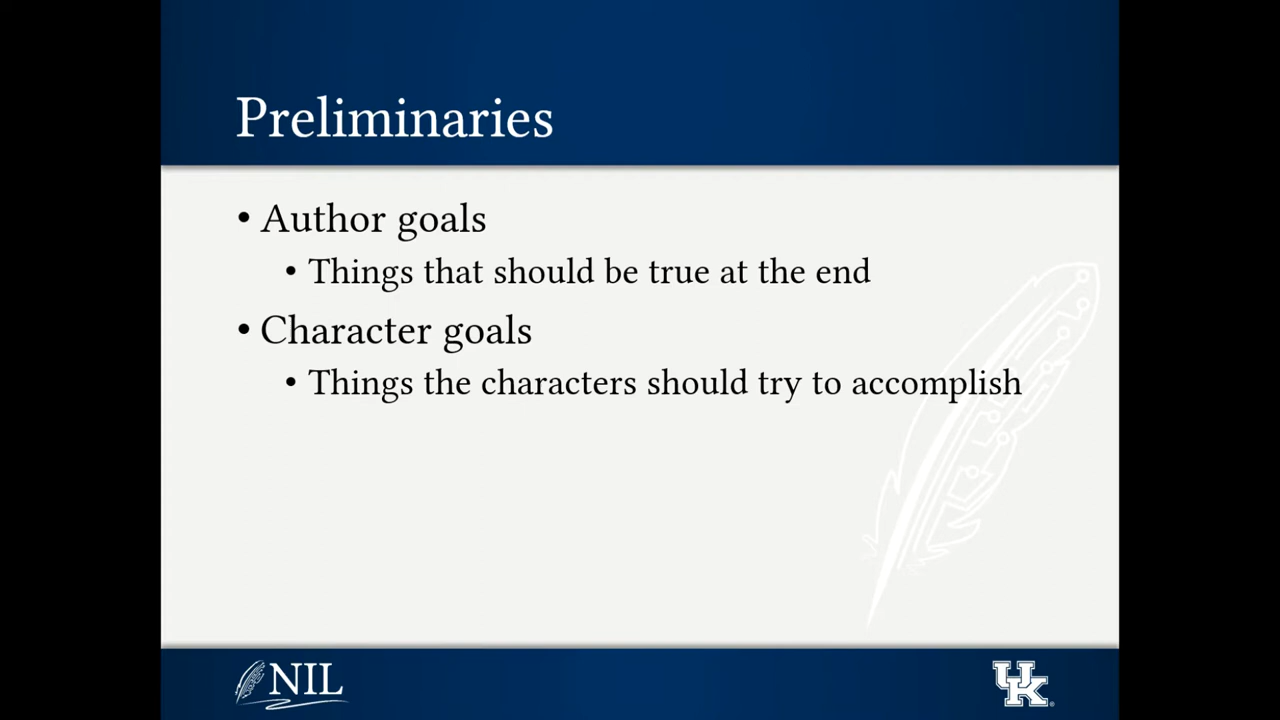 Preliminaries
• Author goals
• Things that should be true at the end
• Character goals
• Things the characters should try to accomplish
NIL
UK